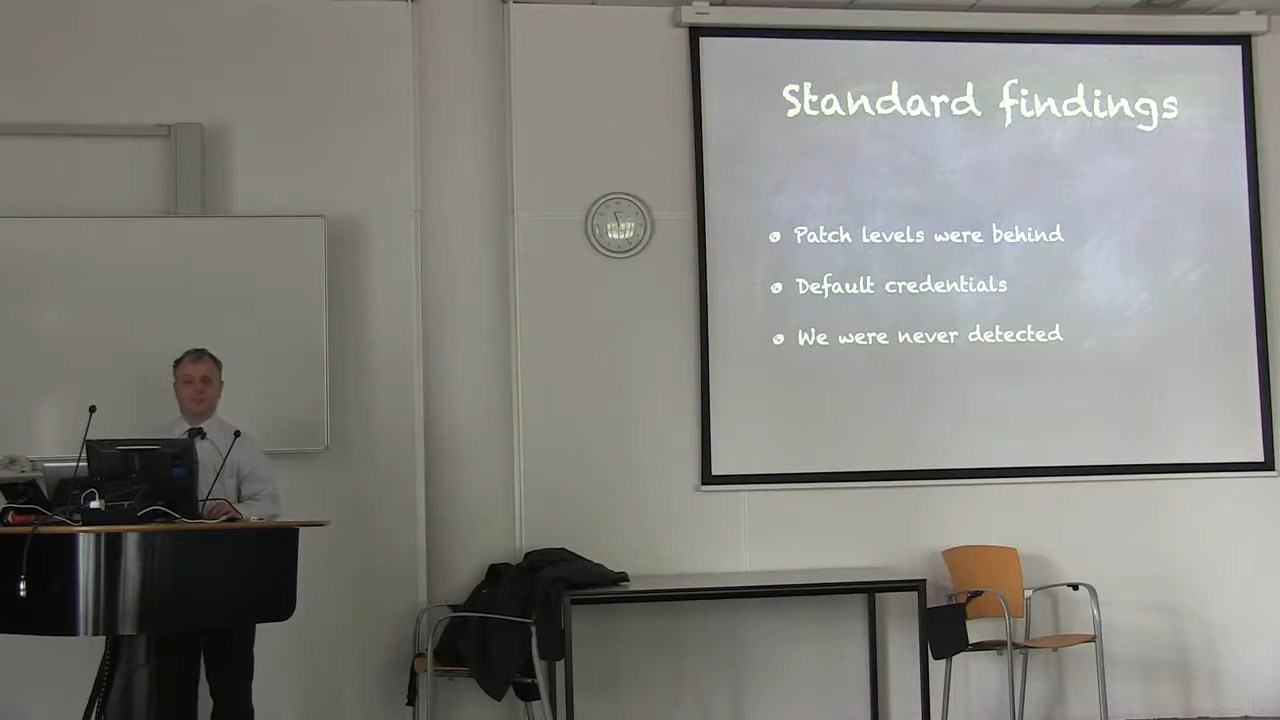 Standard findings
Patch levels were behind
Default credentials
We were never detected